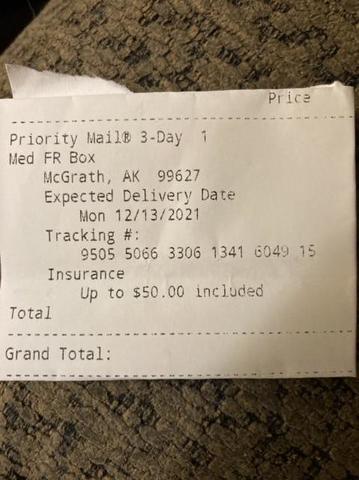 Price
Priority Mail® 3-Day 1
Med FR Box
McGrath, AK 99627
Expected Delivery Date
Mon 12/13/2021
Tracking #:
9505 5066 3306 1341 6049 15
Insurance
Up to $50.00 included
Total
Grand Total: